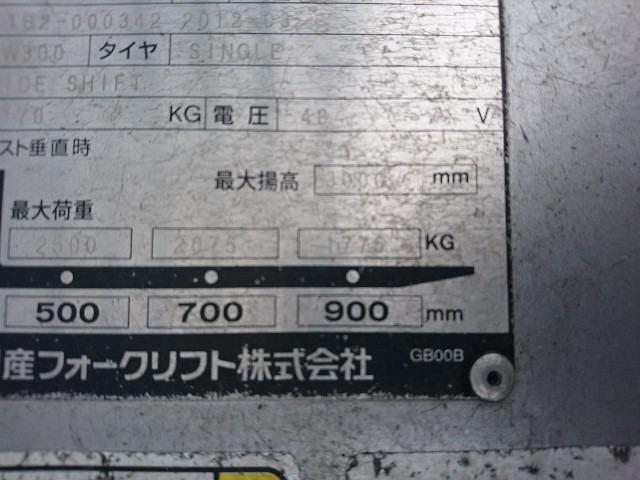 1B2-000342 2012-03
W300 タイヤ SINGLE
IDE SHIFT
70 KG 電圧 48 V
スト垂直時
最大揚高 3000 mm
最大荷重
2500 2075 1775 KG
500 700 900 mm
産フォークリフト株式会社 GB00B